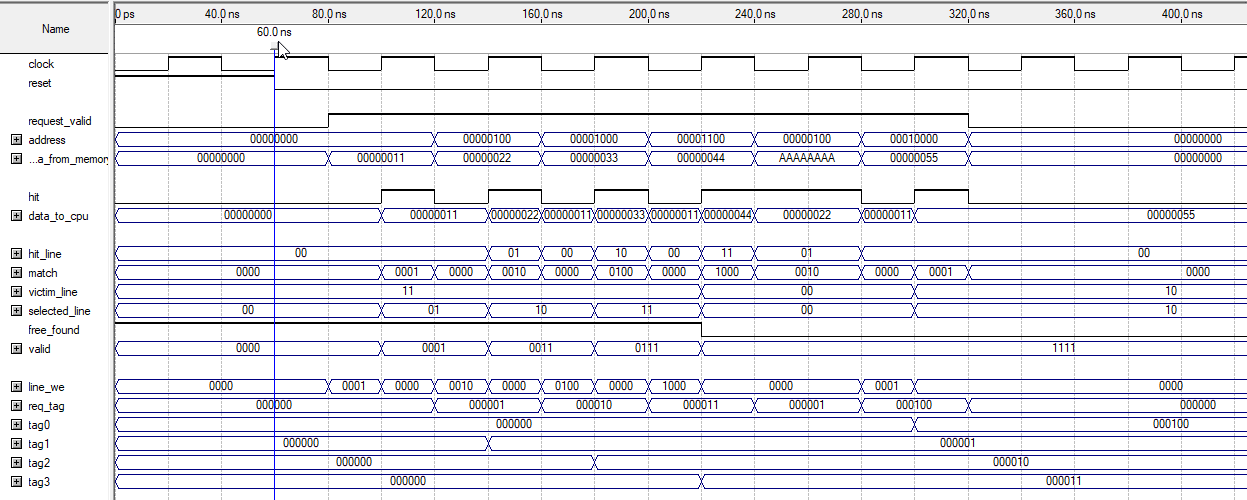 Name
0 ps 40.0 ns 80.0 ns 120.0 ns 160.0 ns 200.0 ns 240.0 ns 280.0 ns 320.0 ns 360.0 ns 400.0 ns
60.0 ns
clock
reset
request_valid
address 00000000 00000100 00001000 00001100 00000100 00010000 00000000
...a_from_memory 00000000 00000011 00000022 00000033 00000044 AAAAAAAA 00000055 00000000
hit
data_to_cpu 00000000 00000011 00000022 00000011 00000033 00000011 00000044 00000022 00000011 00000055
hit_line 00 01 00 10 00 11 01 00
match 0000 0001 0000 0010 0000 0100 0000 1000 0010 0000 0001 0000
victim_line 11 00 10
selected_line 00 01 10 11 00 10
free_found
valid 0000 0001 0011 0111 1111
line_we 0000 0001 0000 0010 0000 0100 0000 1000 0000 0001 0000
req_tag 000000 000001 000010 000011 000001 000100 000000
tag0 000000 000100
tag1 000000 000001
tag2 000000 000010
tag3 000000 000011